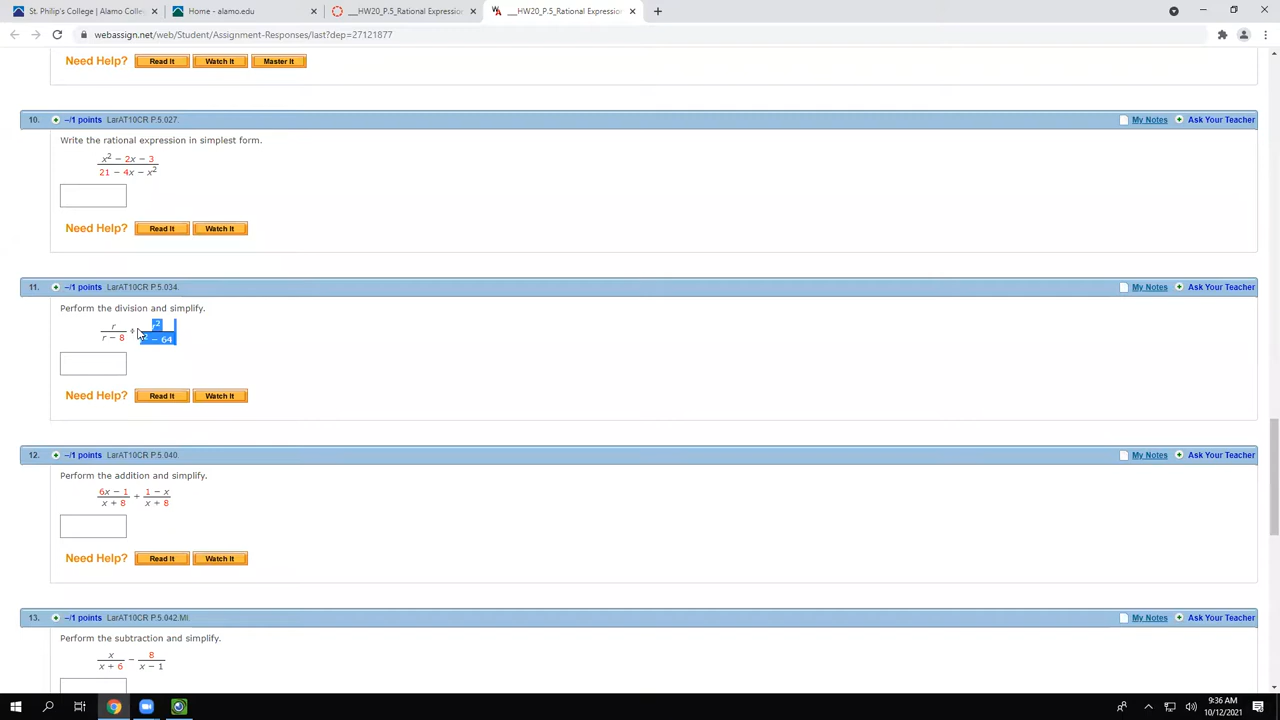 St. Philip's College | Alamo Colle
Home - alamo.edu
___HW20_P.5_Rational Expression
___HW20_P.5_Rational Expression
webassign.net/web/Student/Assignment-Responses/last?dep=27121877
Need Help? Read It Watch It Master It
10. –/1 points LarAT10CR P.5.027. My Notes Ask Your Teacher
Write the rational expression in simplest form.
x² − 2x − 3
21 − 4x − x²
Need Help? Read It Watch It
11. –/1 points LarAT10CR P.5.034. My Notes Ask Your Teacher
Perform the division and simplify.
r ÷ r²
r − 8 r² − 64
Need Help? Read It Watch It
12. –/1 points LarAT10CR P.5.040. My Notes Ask Your Teacher
Perform the addition and simplify.
6x − 1 + 1 − x
x + 8 x + 8
Need Help? Read It Watch It
13. –/1 points LarAT10CR P.5.042.MI. My Notes Ask Your Teacher
Perform the subtraction and simplify.
x − 8
x + 6 x − 1
9:36 AM
10/12/2021